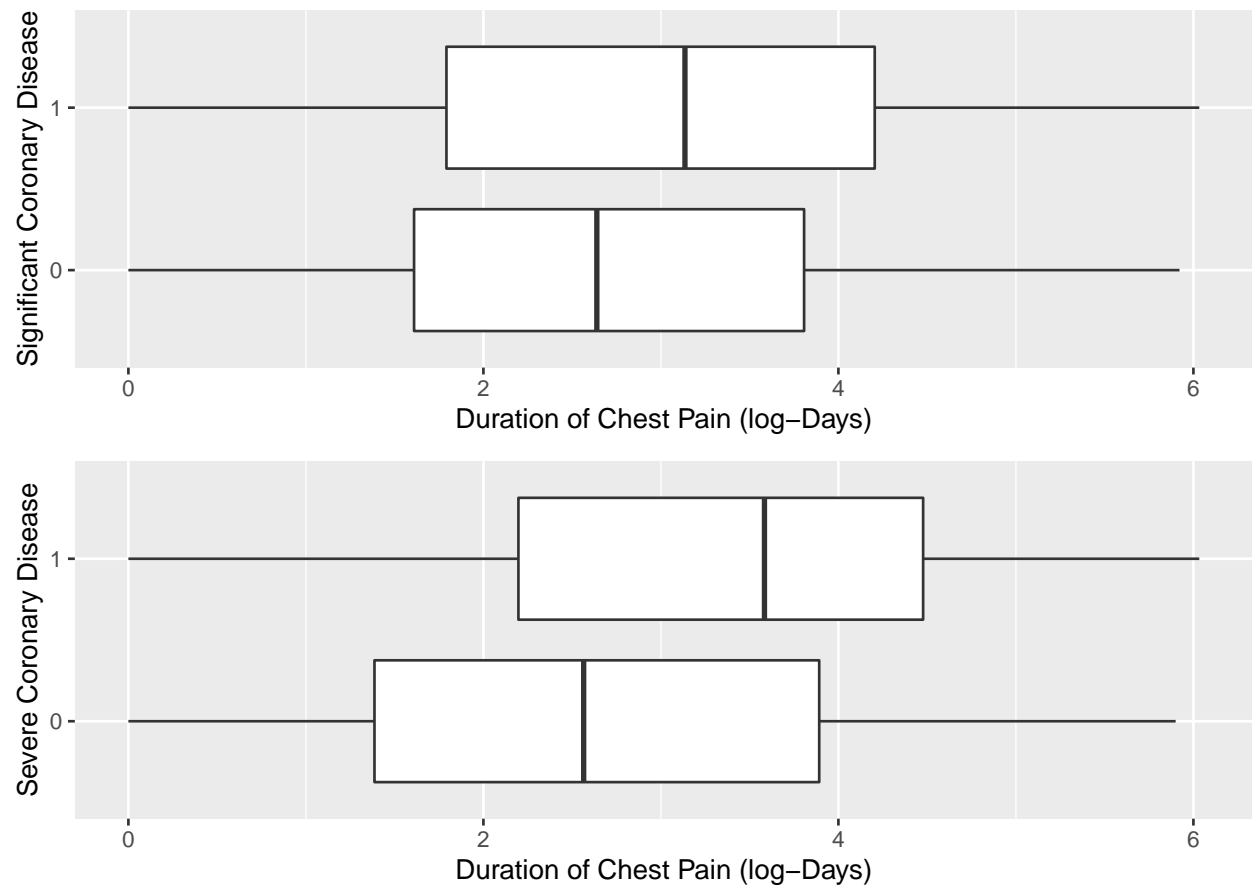 Significant Coronary Disease
1
0
0 2 4 6
Duration of Chest Pain (log−Days)
Severe Coronary Disease
1
0
0 2 4 6
Duration of Chest Pain (log−Days)